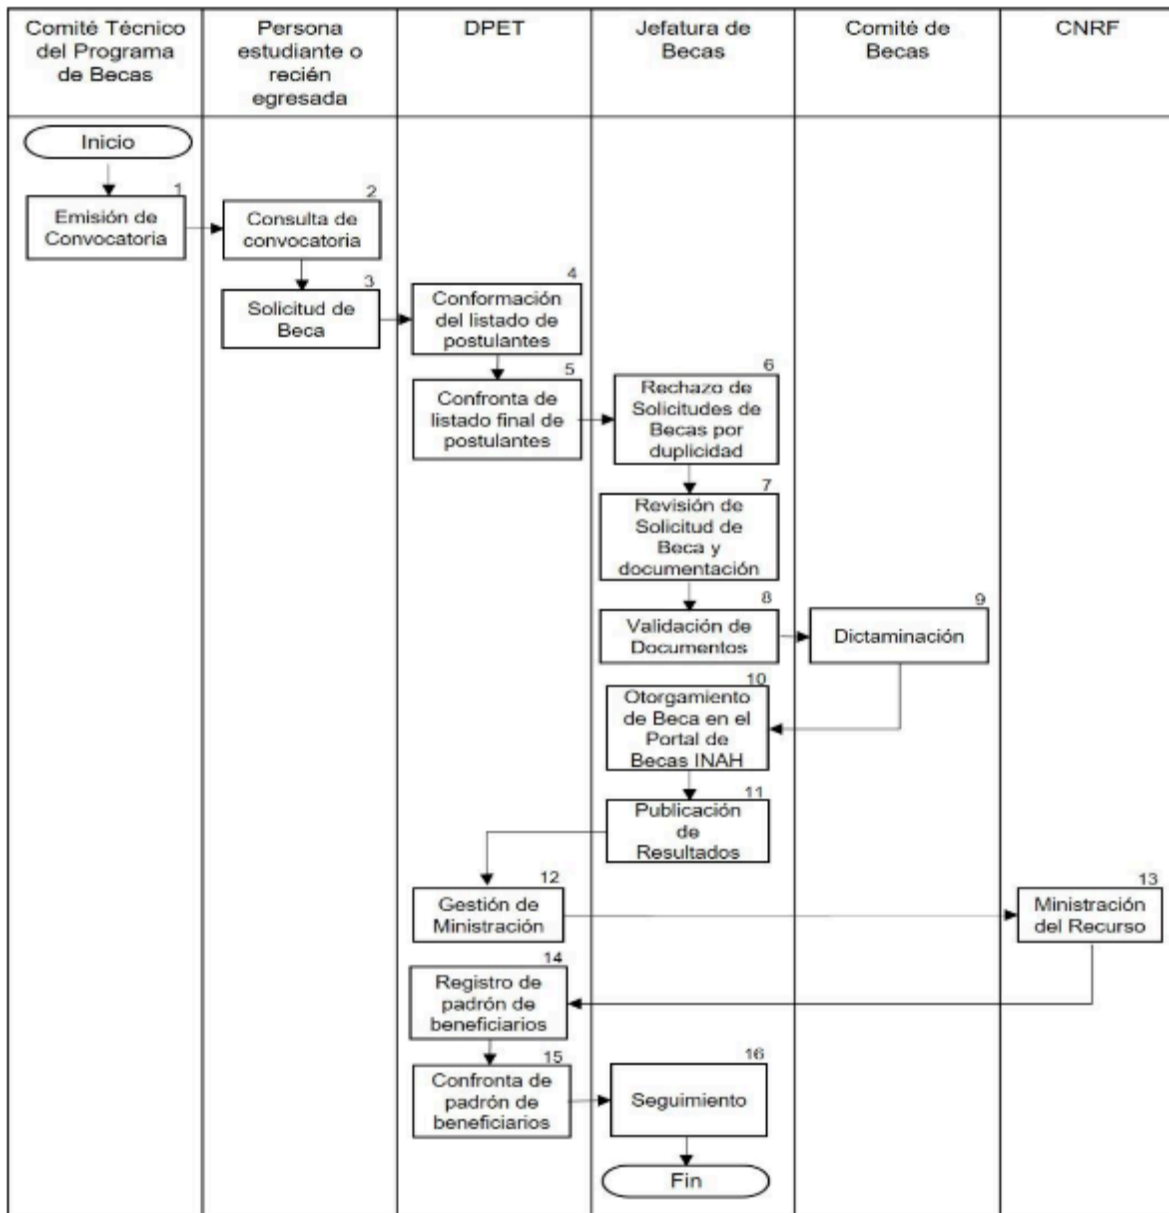 Comité Técnico
del Programa
de Becas
Persona
estudiante o
recién
egresada
DPET
Jefatura de
Becas
Comité de
Becas
CNRF
Inicio
1
Emisión de
Convocatoria
2
Consulta de
convocatoria
3
Solicitud de
Beca
4
Conformación
del listado de
postulantes
5
Confronta de
listado final de
postulantes
6
Rechazo de
Solicitudes de
Becas por
duplicidad
7
Revisión de
Solicitud de
Beca y
documentación
8
Validación de
Documentos
9
Dictaminación
10
Otorgamiento
de Beca en el
Portal de
Becas INAH
11
Publicación
de
Resultados
12
Gestión de
Ministración
13
Ministración
del Recurso
14
Registro de
padrón de
beneficiarios
15
Confronta de
padrón de
beneficiarios
16
Seguimiento
Fin